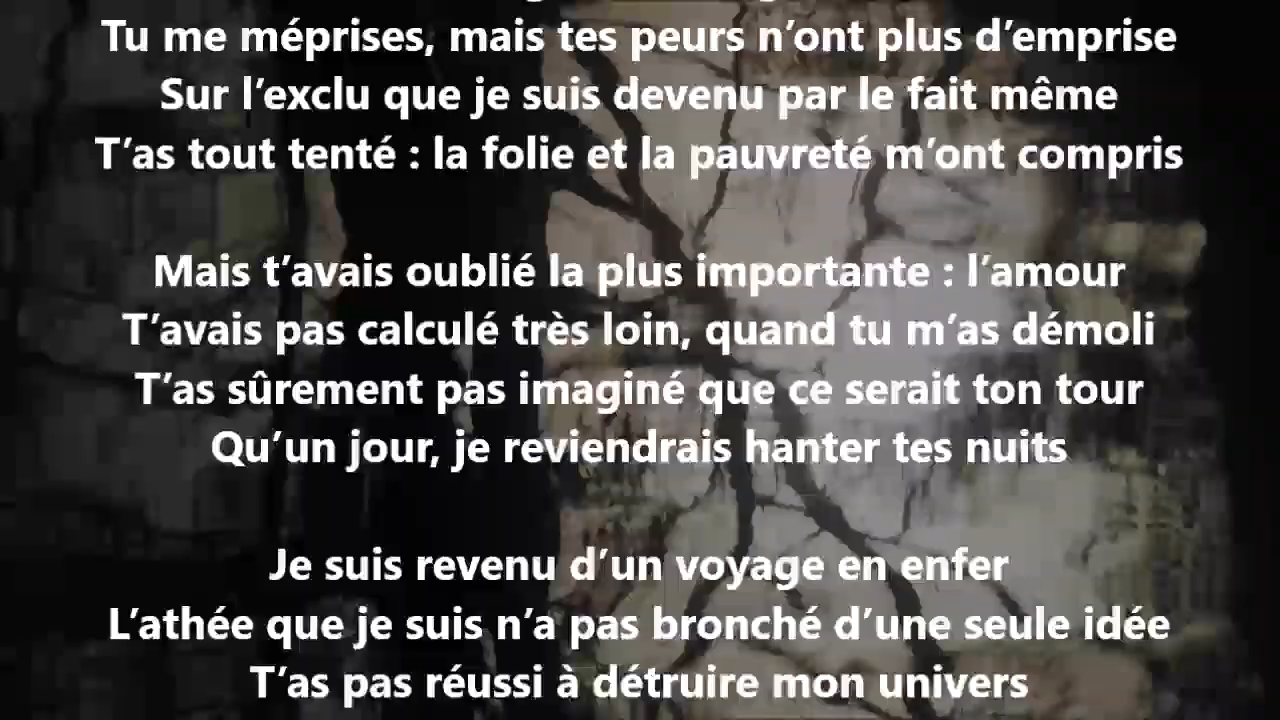 Tu me méprises, mais tes peurs n’ont plus d’emprise
Sur l’exclu que je suis devenu par le fait même
T’as tout tenté : la folie et la pauvreté m’ont compris
Mais t’avais oublié la plus importante : l’amour
T’avais pas calculé très loin, quand tu m’as démoli
T’as sûrement pas imaginé que ce serait ton tour
Qu’un jour, je reviendrais hanter tes nuits
Je suis revenu d’un voyage en enfer
L’athée que je suis n’a pas bronché d’une seule idée
T’as pas réussi à détruire mon univers